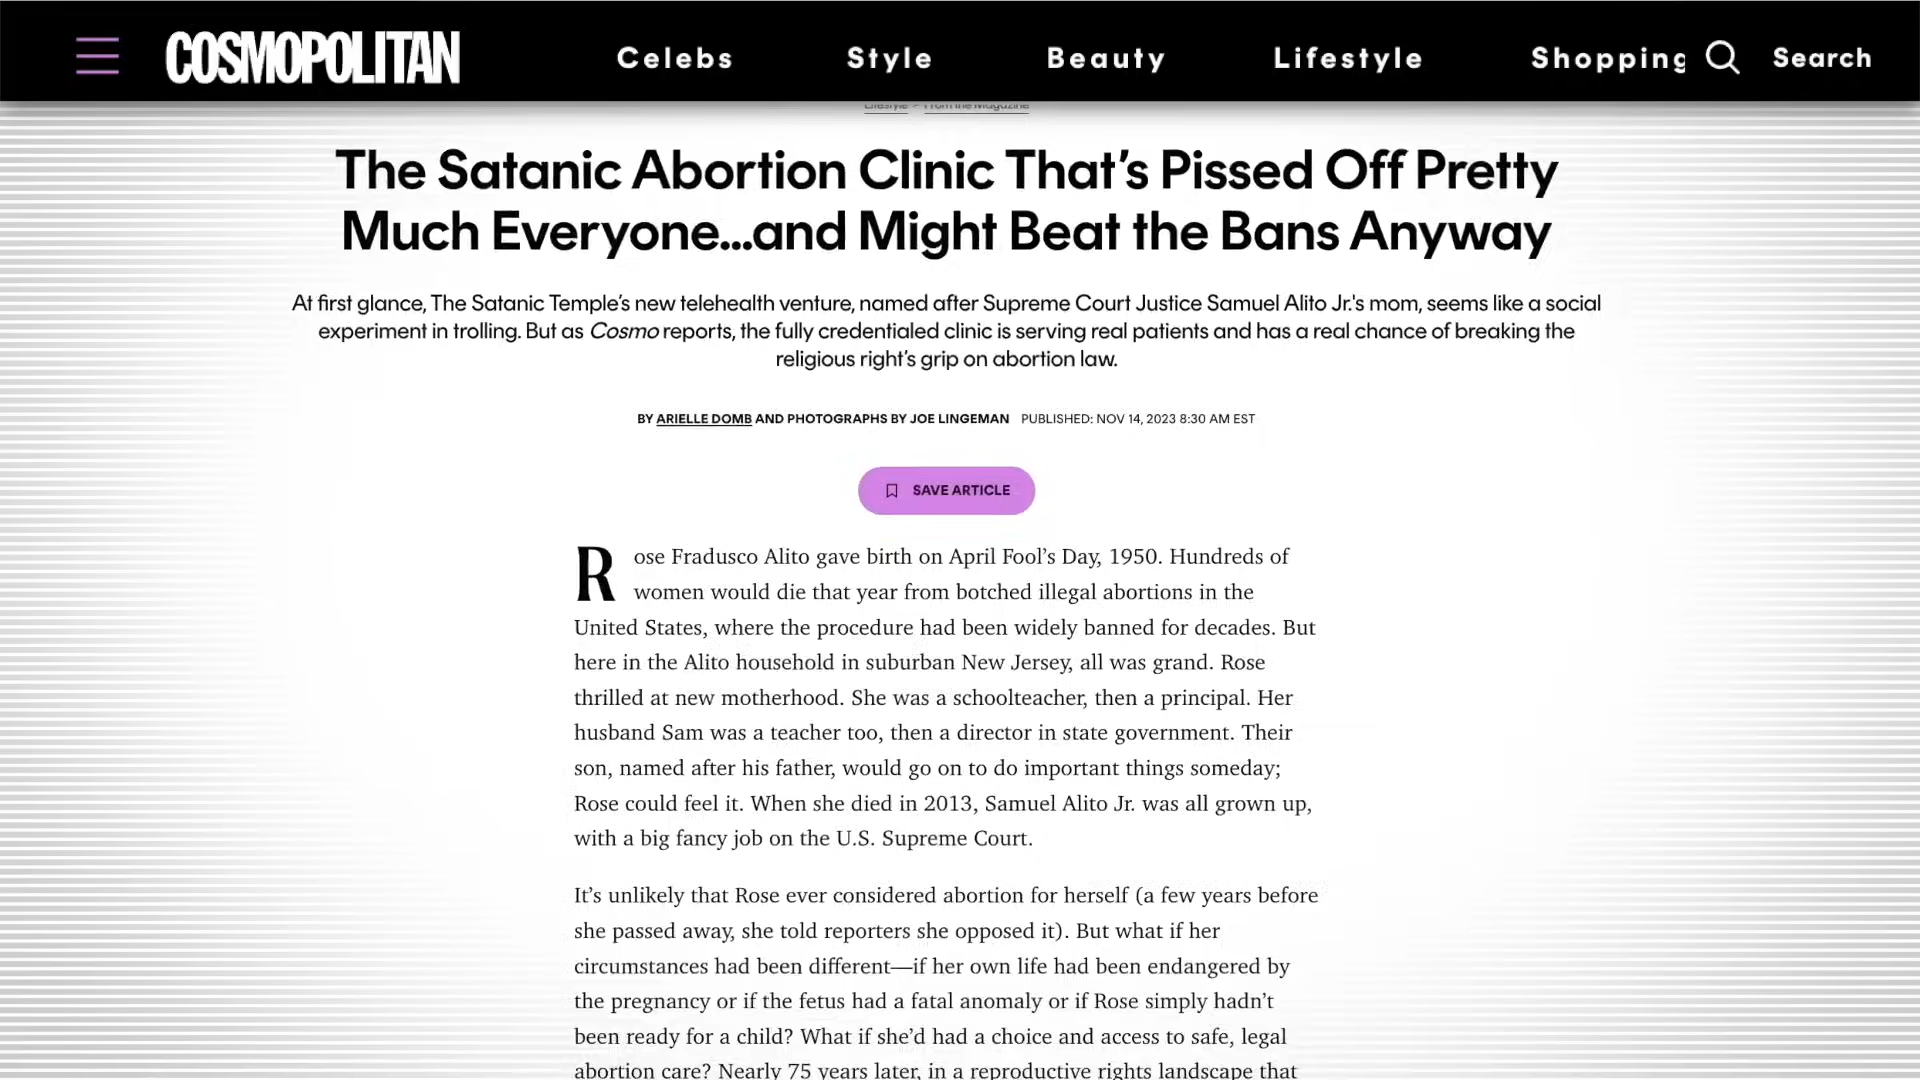 COSMOPOLITAN
Celebs
Style
Beauty
Lifestyle
Shopping
Search
Lifestyle > From the Magazine
The Satanic Abortion Clinic That’s Pissed Off Pretty
Much Everyone...and Might Beat the Bans Anyway
At first glance, The Satanic Temple’s new telehealth venture, named after Supreme Court Justice Samuel Alito Jr.'s mom, seems like a social
experiment in trolling. But as Cosmo reports, the fully credentialed clinic is serving real patients and has a real chance of breaking the
religious right’s grip on abortion law.
BY ARIELLE DOMB AND PHOTOGRAPHS BY JOE LINGEMAN PUBLISHED: NOV 14, 2023 8:30 AM EST
SAVE ARTICLE
Rose Fradusco Alito gave birth on April Fool’s Day, 1950. Hundreds of
women would die that year from botched illegal abortions in the
United States, where the procedure had been widely banned for decades. But
here in the Alito household in suburban New Jersey, all was grand. Rose
thrilled at new motherhood. She was a schoolteacher, then a principal. Her
husband Sam was a teacher too, then a director in state government. Their
son, named after his father, would go on to do important things someday;
Rose could feel it. When she died in 2013, Samuel Alito Jr. was all grown up,
with a big fancy job on the U.S. Supreme Court.
It’s unlikely that Rose ever considered abortion for herself (a few years before
she passed away, she told reporters she opposed it). But what if her
circumstances had been different—if her own life had been endangered by
the pregnancy or if the fetus had a fatal anomaly or if Rose simply hadn’t
been ready for a child? What if she’d had a choice and access to safe, legal
abortion care? Nearly 75 years later, in a reproductive rights landscape that